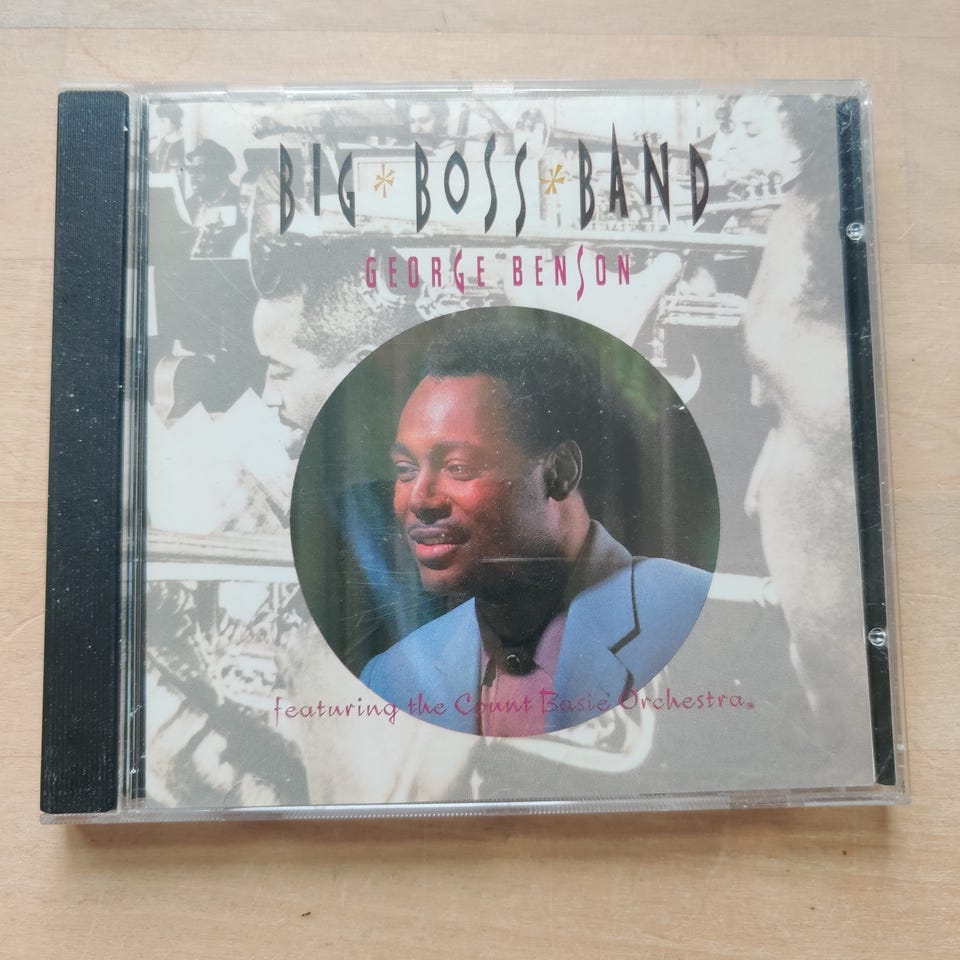 BIG * BOSS * BAND
GEORGE BENSON
featuring the Count Basie Orchestra®